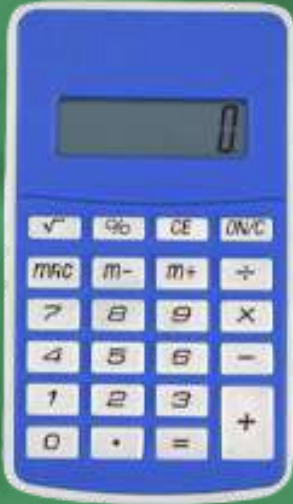 0
√ % CE ON/C
MRC M- M+ ÷
7 8 9 ×
4 5 6 −
1 2 3
0 . = +